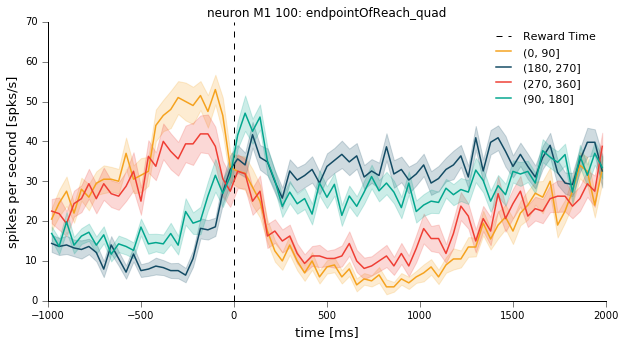 neuron M1 100: endpointOfReach_quad
spikes per second [spks/s]
70
60
50
40
30
20
10
0
Reward Time
(0, 90]
(180, 270]
(270, 360]
(90, 180]
−1000 −500 0 500 1000 1500 2000
time [ms]